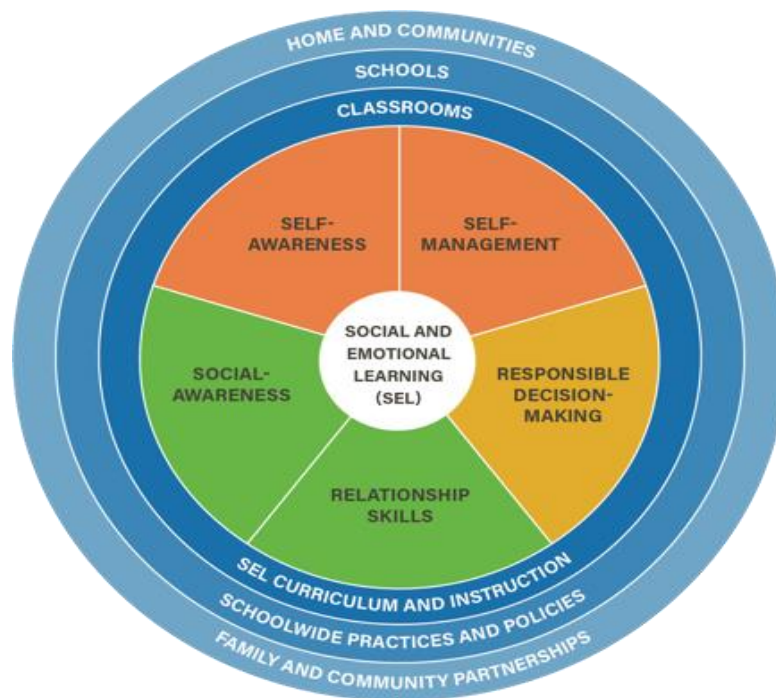 HOME AND COMMUNITIES
SCHOOLS
CLASSROOMS
SELF-
AWARENESS
SELF-
MANAGEMENT
SOCIAL AND
EMOTIONAL
LEARNING
(SEL)
SOCIAL-
AWARENESS
RESPONSIBLE
DECISION-
MAKING
RELATIONSHIP
SKILLS
SEL CURRICULUM AND INSTRUCTION
SCHOOLWIDE PRACTICES AND POLICIES
FAMILY AND COMMUNITY PARTNERSHIPS